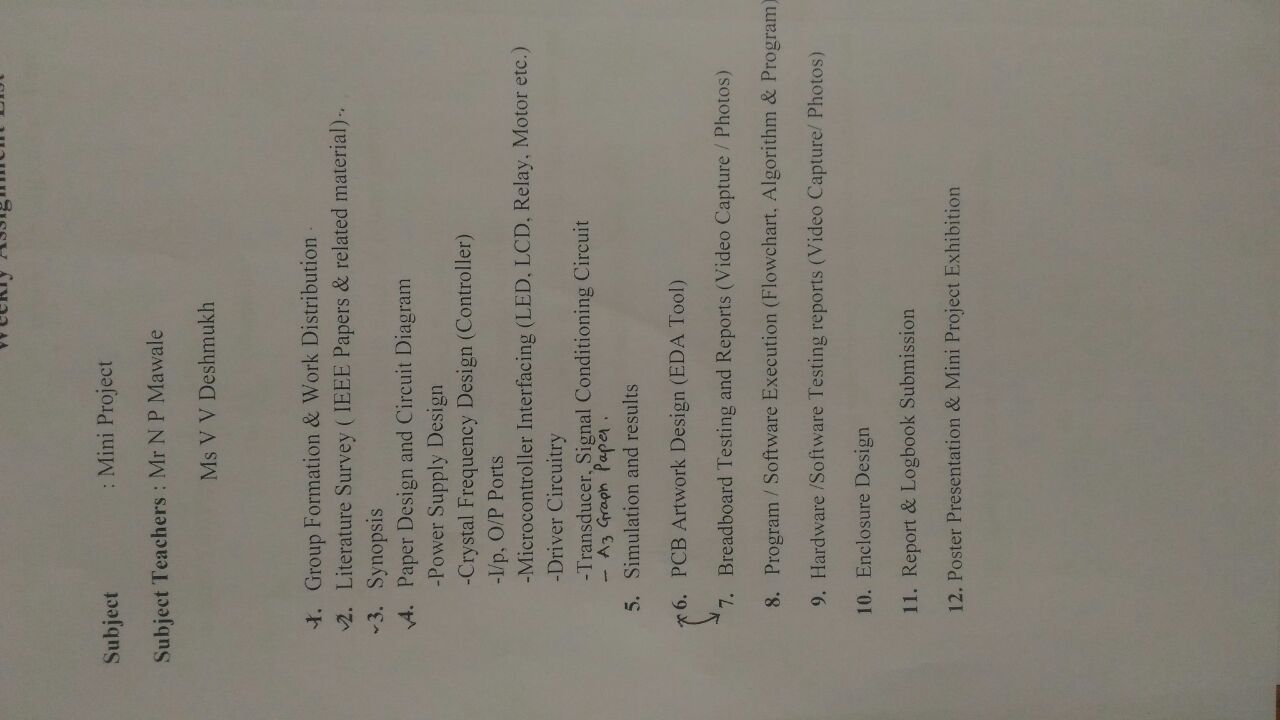 Weekly Assignment List
Subject : Mini Project
Subject Teachers : Mr N P Mawale
Ms V V Deshmukh
1. Group Formation & Work Distribution
2. Literature Survey ( IEEE Papers & related material)
3. Synopsis
4. Paper Design and Circuit Diagram
-Power Supply Design
-Crystal Frequency Design (Controller)
-I/p, O/P Ports
-Microcontroller Interfacing (LED, LCD, Relay, Motor etc.)
-Driver Circuitry
-Transducer, Signal Conditioning Circuit
- A3 Graph Paper.
5. Simulation and results
6. PCB Artwork Design (EDA Tool)
7. Breadboard Testing and Reports (Video Capture / Photos)
8. Program / Software Execution (Flowchart, Algorithm & Program)
9. Hardware /Software Testing reports (Video Capture/ Photos)
10. Enclosure Design
11. Report & Logbook Submission
12. Poster Presentation & Mini Project Exhibition